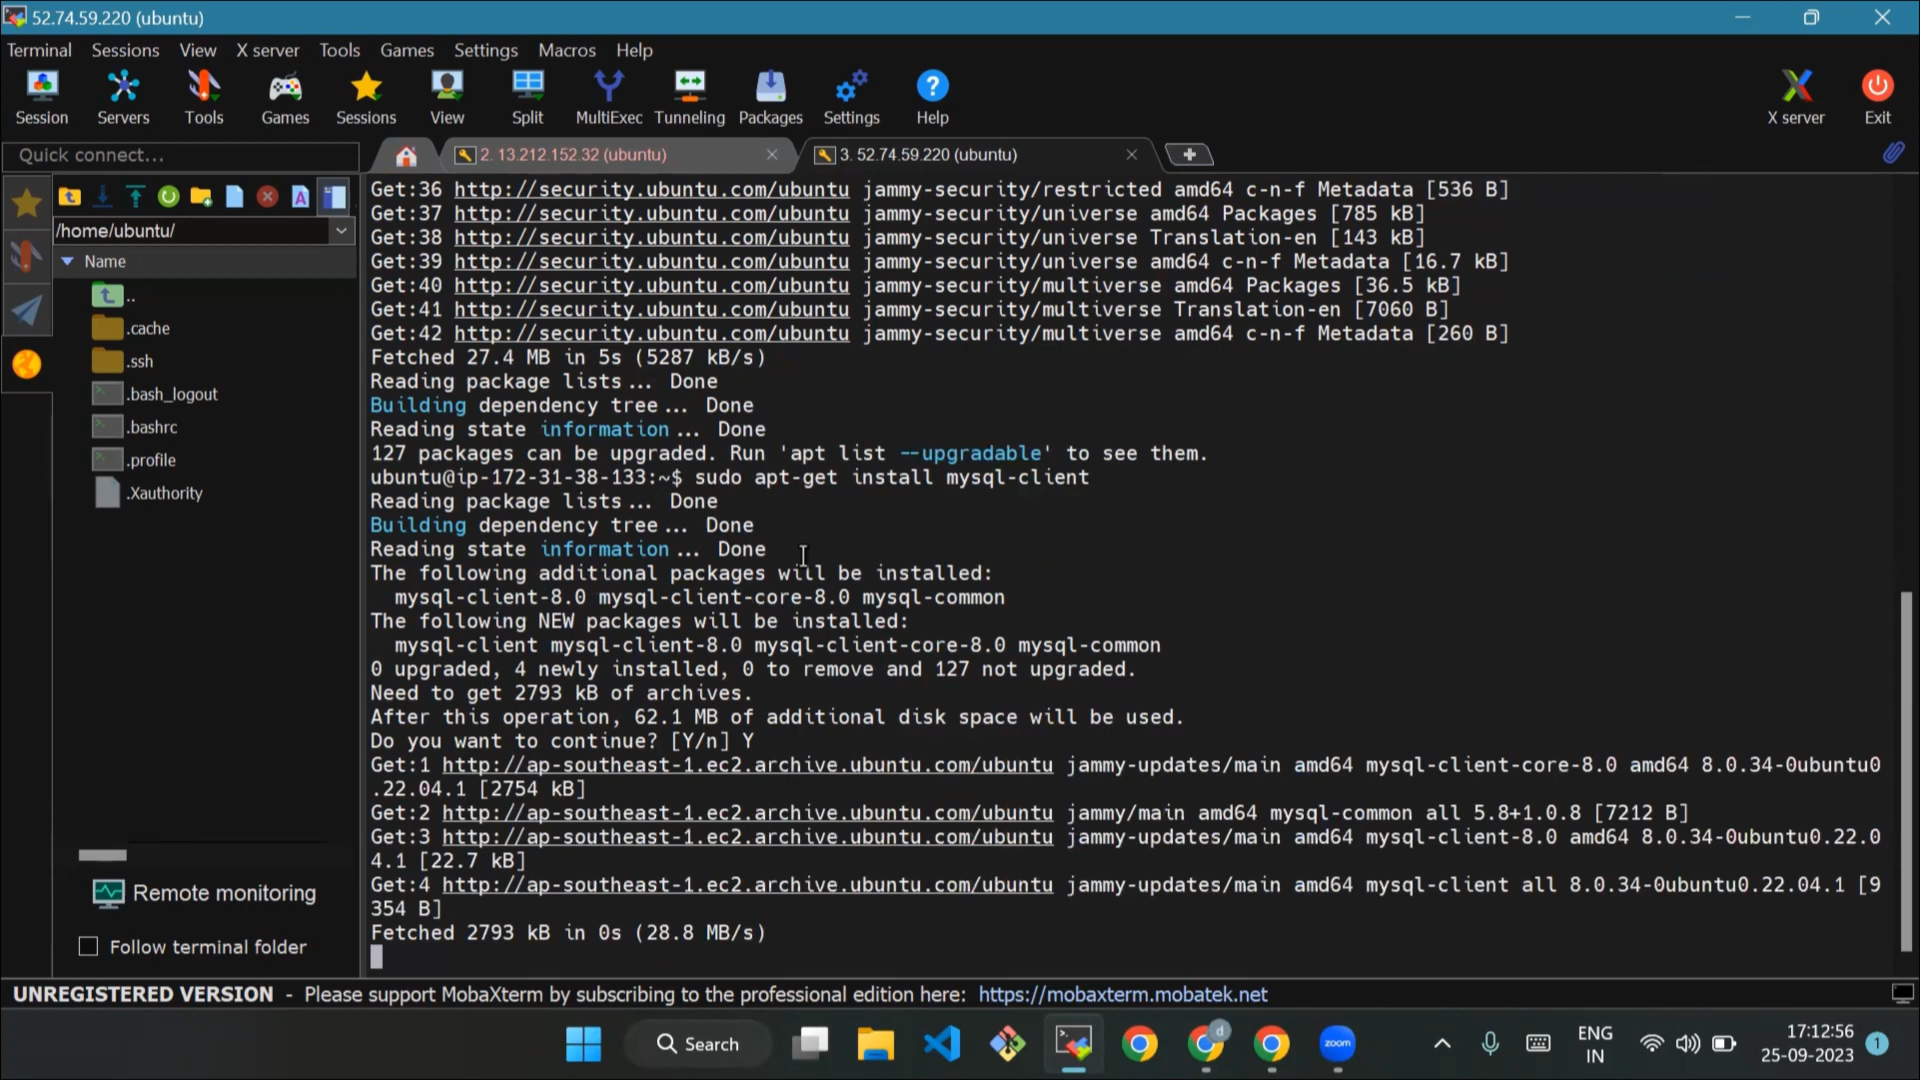 52.74.59.220 (ubuntu)
Terminal Sessions View X server Tools Games Settings Macros Help
Session Servers Tools Games Sessions View Split MultiExec Tunneling Packages Settings Help X server Exit
Quick connect...
2. 13.212.152.32 (ubuntu)
3. 52.74.59.220 (ubuntu)
/home/ubuntu/
Name
..
.cache
.ssh
.bash_logout
.bashrc
.profile
.Xauthority
Remote monitoring
Follow terminal folder
Get:36 http://security.ubuntu.com/ubuntu jammy-security/restricted amd64 c-n-f Metadata [536 B]
Get:37 http://security.ubuntu.com/ubuntu jammy-security/universe amd64 Packages [785 kB]
Get:38 http://security.ubuntu.com/ubuntu jammy-security/universe Translation-en [143 kB]
Get:39 http://security.ubuntu.com/ubuntu jammy-security/universe amd64 c-n-f Metadata [16.7 kB]
Get:40 http://security.ubuntu.com/ubuntu jammy-security/multiverse amd64 Packages [36.5 kB]
Get:41 http://security.ubuntu.com/ubuntu jammy-security/multiverse Translation-en [7060 B]
Get:42 http://security.ubuntu.com/ubuntu jammy-security/multiverse amd64 c-n-f Metadata [260 B]
Fetched 27.4 MB in 5s (5287 kB/s)
Reading package lists... Done
Building dependency tree... Done
Reading state information... Done
127 packages can be upgraded. Run 'apt list --upgradable' to see them.
ubuntu@ip-172-31-38-133:~$ sudo apt-get install mysql-client
Reading package lists... Done
Building dependency tree... Done
Reading state information... Done
The following additional packages will be installed:
mysql-client-8.0 mysql-client-core-8.0 mysql-common
The following NEW packages will be installed:
mysql-client mysql-client-8.0 mysql-client-core-8.0 mysql-common
0 upgraded, 4 newly installed, 0 to remove and 127 not upgraded.
Need to get 2793 kB of archives.
After this operation, 62.1 MB of additional disk space will be used.
Do you want to continue? [Y/n] Y
Get:1 http://ap-southeast-1.ec2.archive.ubuntu.com/ubuntu jammy-updates/main amd64 mysql-client-core-8.0 amd64 8.0.34-0ubuntu0
.22.04.1 [2754 kB]
Get:2 http://ap-southeast-1.ec2.archive.ubuntu.com/ubuntu jammy/main amd64 mysql-common all 5.8+1.0.8 [7212 B]
Get:3 http://ap-southeast-1.ec2.archive.ubuntu.com/ubuntu jammy-updates/main amd64 mysql-client-8.0 amd64 8.0.34-0ubuntu0.22.0
4.1 [22.7 kB]
Get:4 http://ap-southeast-1.ec2.archive.ubuntu.com/ubuntu jammy-updates/main amd64 mysql-client all 8.0.34-0ubuntu0.22.04.1 [9
354 B]
Fetched 2793 kB in 0s (28.8 MB/s)
UNREGISTERED VERSION - Please support MobaXterm by subscribing to the professional edition here: https://mobaxterm.mobatek.net
Search
d
zoom
ENG
IN
17:12:56
25-09-2023
1